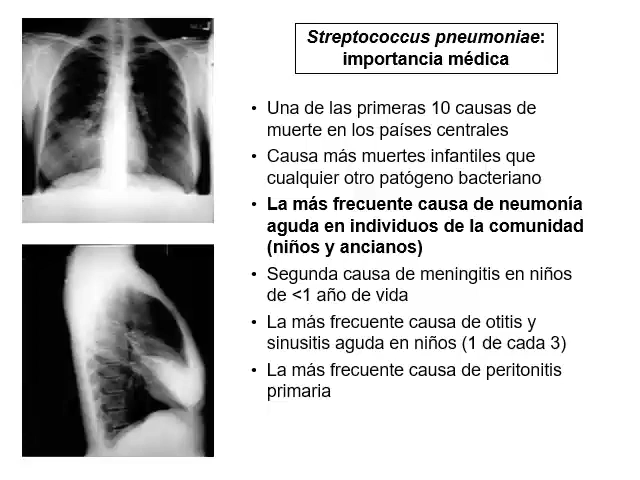 Streptococcus pneumoniae:
importancia médica
• Una de las primeras 10 causas de
muerte en los países centrales
• Causa más muertes infantiles que
cualquier otro patógeno bacteriano
• La más frecuente causa de neumonía
aguda en individuos de la comunidad
(niños y ancianos)
• Segunda causa de meningitis en niños
de <1 año de vida
• La más frecuente causa de otitis y
sinusitis aguda en niños (1 de cada 3)
• La más frecuente causa de peritonitis
primaria